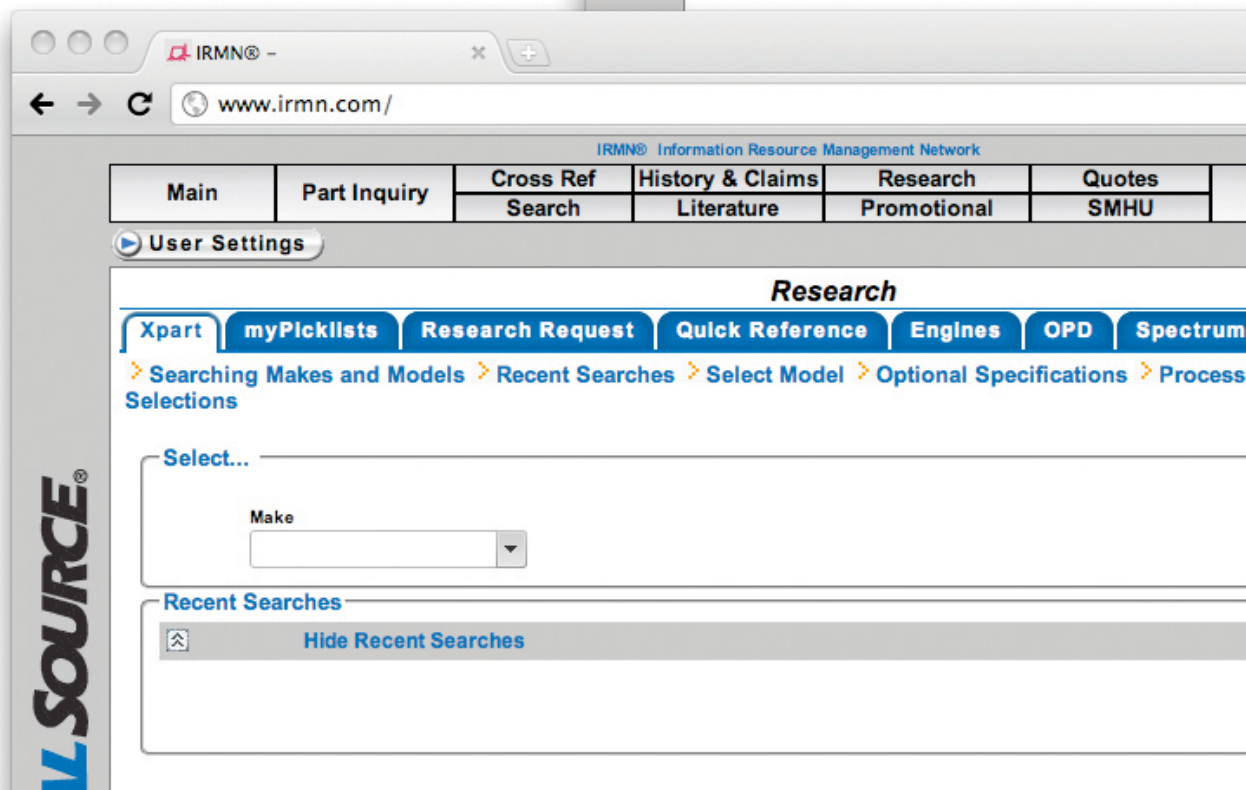 IRMN® –
www.irmn.com/
IRMN® Information Resource Management Network
Main
Part Inquiry
Cross Ref
History & Claims
Research
Quotes
Search
Literature
Promotional
SMHU
User Settings
Research
Xpart
myPicklists
Research Request
Quick Reference
Engines
OPD
Spectrum
Searching Makes and Models Recent Searches Select Model Optional Specifications Process
Selections
Select...
Make
Recent Searches
Hide Recent Searches
LSOURCE®